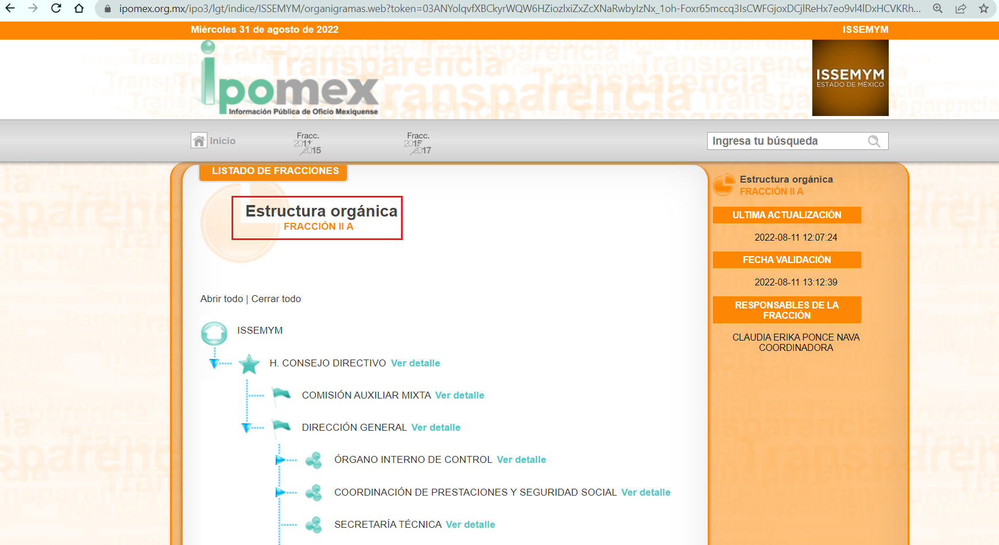 ipomex.org.mx/ipo3/lgt/indice/ISSEMYM/organigramas.web?token=03ANYolqvfXBCkyrWQW6HZiozlxiZxZcXNaRwbyIzNx_1oh-Foxr65mccq3IsCWFGjoxDCjlReHx7eo9vl4lDxHCVKRh...
Miércoles 31 de agosto de 2022
ISSEMYM
ipomex
Información Pública de Oficio Mexiquense
ISSEMYM
ESTADO DE MÉXICO
Inicio
Fracc.
2011/2015
Fracc.
2015/2017
Ingresa tu búsqueda
LISTADO DE FRACCIONES
Estructura orgánica
FRACCIÓN II A
Abrir todo | Cerrar todo
ISSEMYM
H. CONSEJO DIRECTIVO Ver detalle
COMISIÓN AUXILIAR MIXTA Ver detalle
DIRECCIÓN GENERAL Ver detalle
ÓRGANO INTERNO DE CONTROL Ver detalle
COORDINACIÓN DE PRESTACIONES Y SEGURIDAD SOCIAL Ver detalle
SECRETARÍA TÉCNICA Ver detalle
Estructura orgánica
FRACCIÓN II A
ULTIMA ACTUALIZACIÓN
2022-08-11 12:07:24
FECHA VALIDACIÓN
2022-08-11 13:12:39
RESPONSABLES DE LA
FRACCIÓN
CLAUDIA ERIKA PONCE NAVA
COORDINADORA